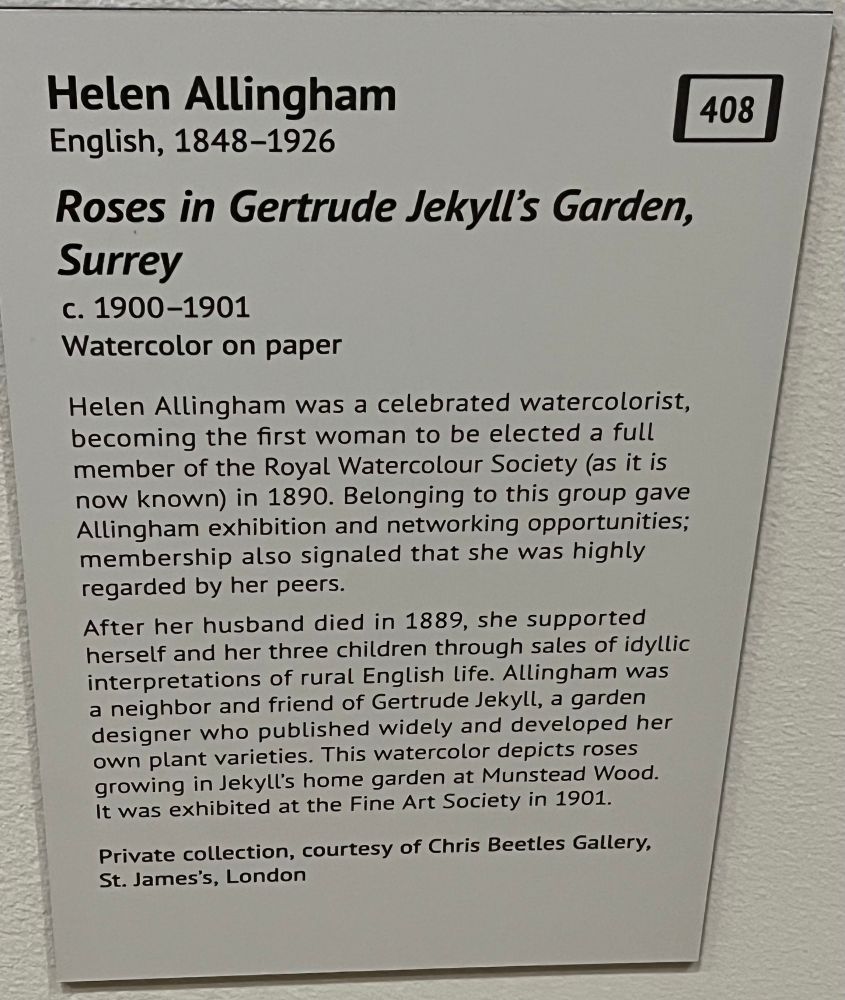 Helen Allingham
408
English, 1848–1926
Roses in Gertrude Jekyll's Garden,
Surrey
c. 1900–1901
Watercolor on paper
Helen Allingham was a celebrated watercolorist,
becoming the first woman to be elected a full
member of the Royal Watercolour Society (as it is
now known) in 1890. Belonging to this group gave
Allingham exhibition and networking opportunities;
membership also signaled that she was highly
regarded by her peers.
After her husband died in 1889, she supported
herself and her three children through sales of idyllic
interpretations of rural English life. Allingham was
a neighbor and friend of Gertrude Jekyll, a garden
designer who published widely and developed her
own plant varieties. This watercolor depicts roses
growing in Jekyll's home garden at Munstead Wood.
It was exhibited at the Fine Art Society in 1901.
Private collection, courtesy of Chris Beetles Gallery,
St. James's, London